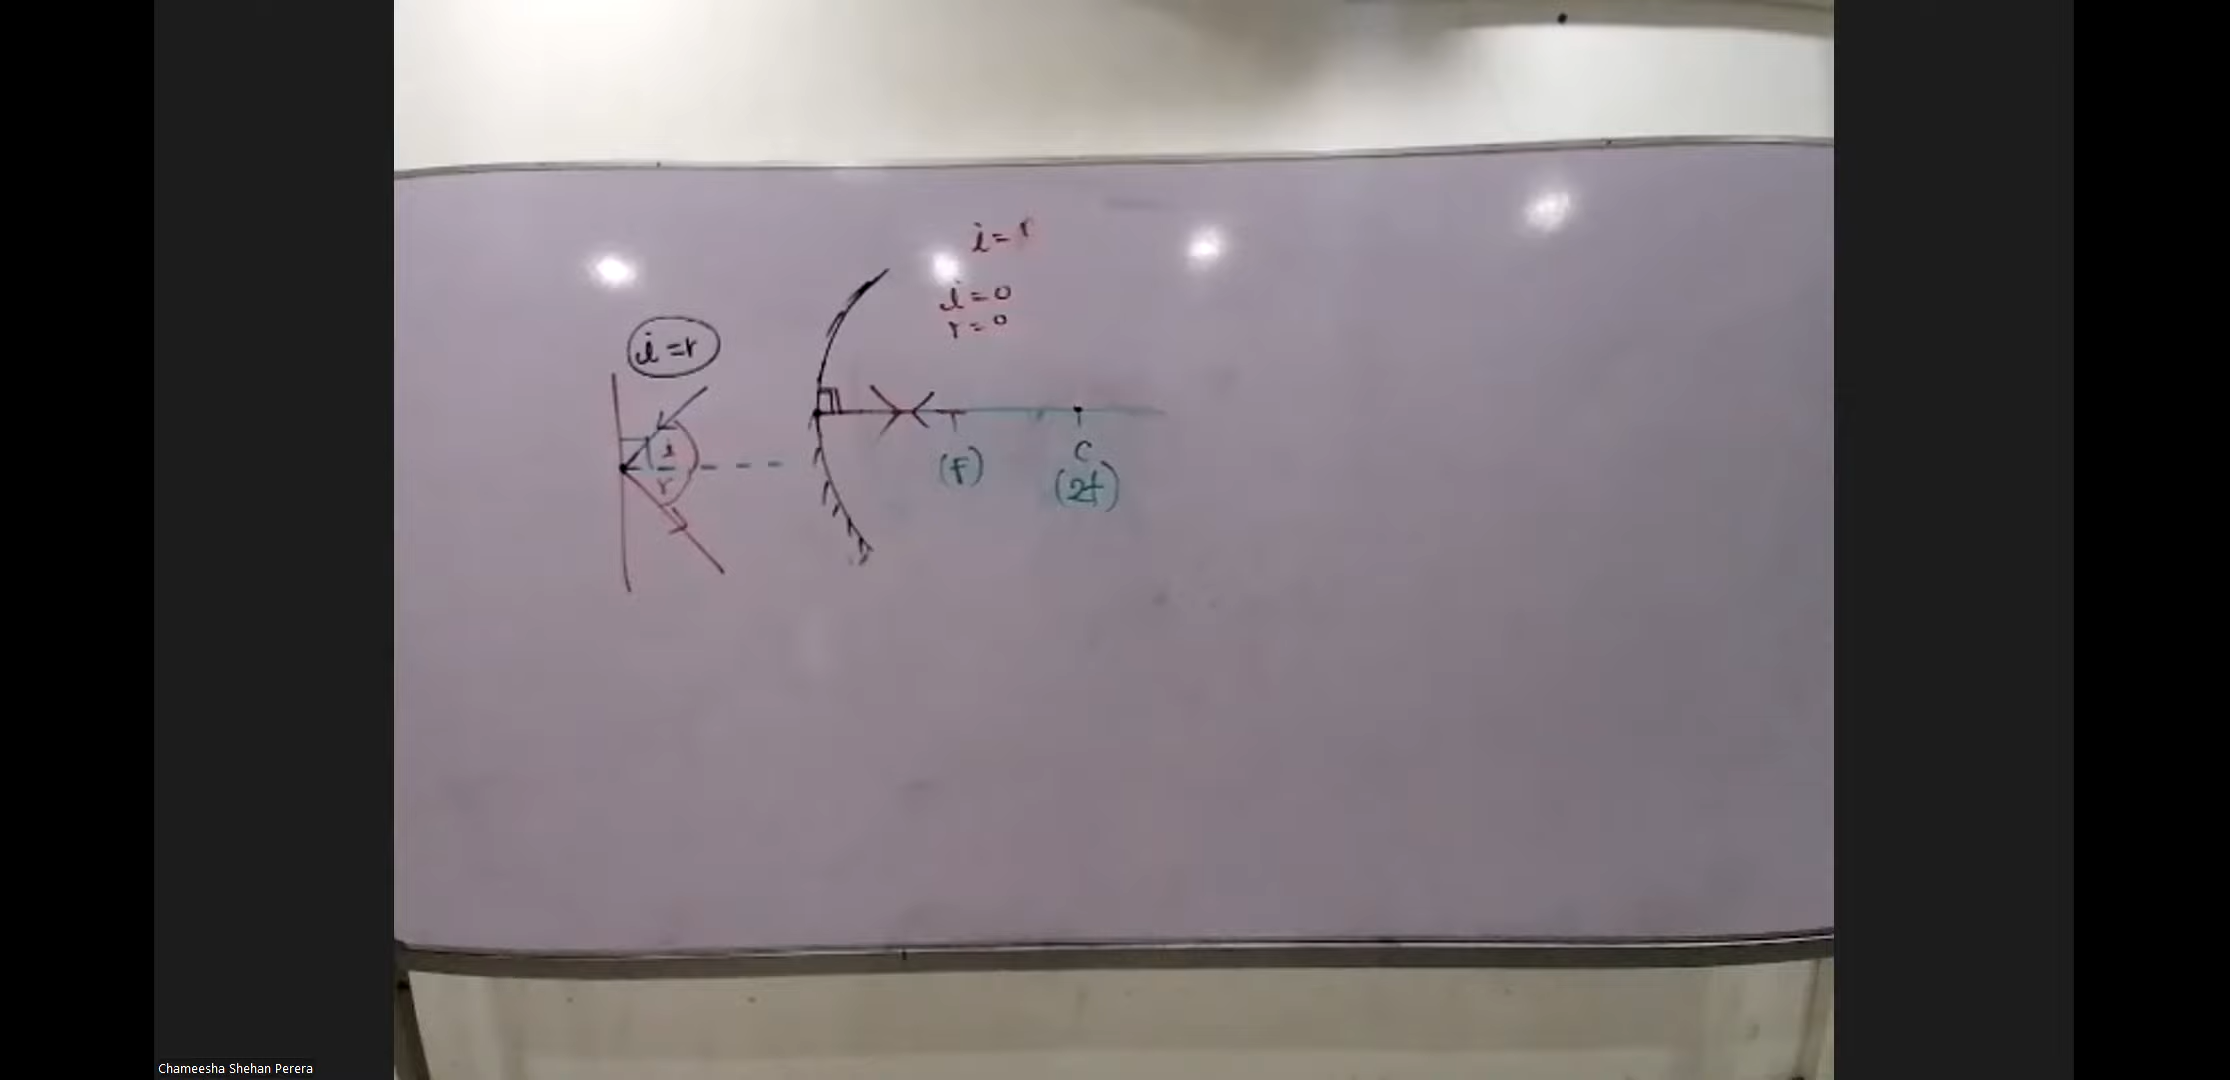 i = r
i = 0
r = 0
i = r
i
r
C
(F)
(2f)
Chameesha Shehan Perera